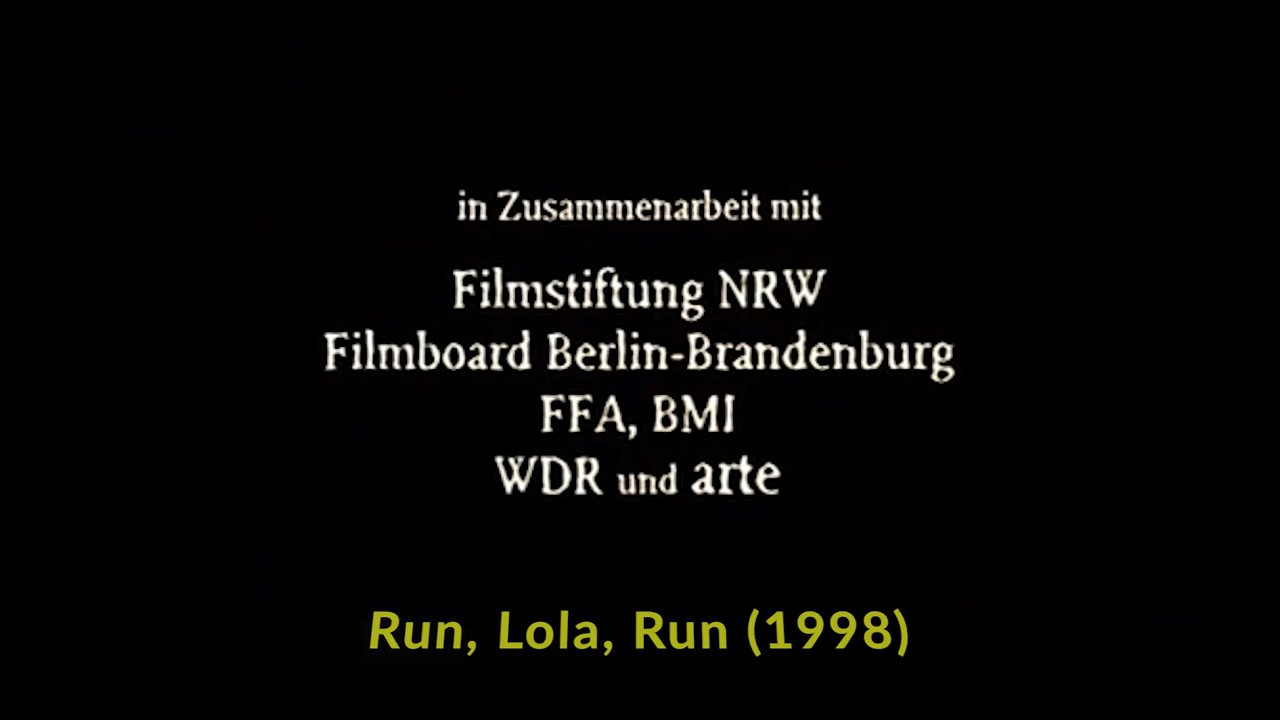 in Zusammenarbeit mit
Filmstiftung NRW
Filmboard Berlin-Brandenburg
FFA, BMI
WDR und arte
Run, Lola, Run (1998)